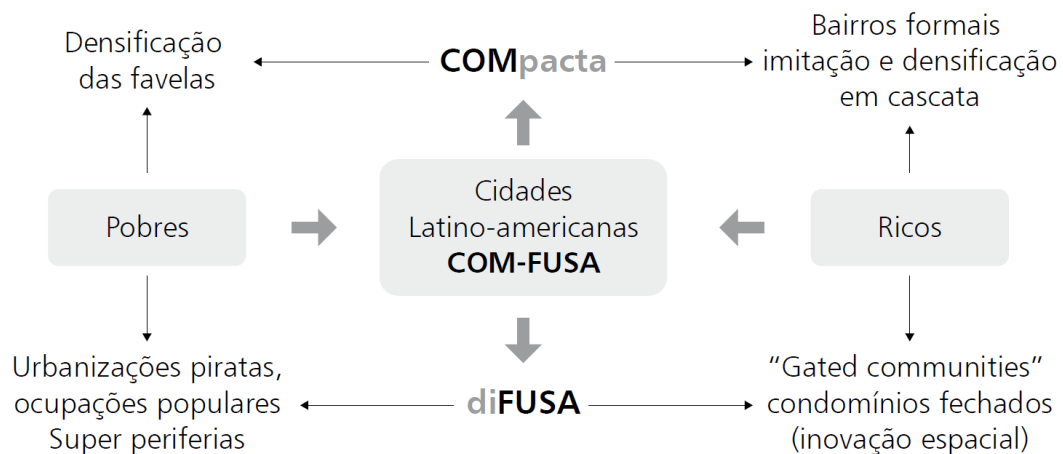 Densificação
das favelas
COMpacta
Bairros formais
imitação e densificação
em cascata
Pobres
Cidades
Latino-americanas
COM-FUSA
Ricos
Urbanizações piratas,
ocupações populares
Super periferias
diFUSA
“Gated communities”
condomínios fechados
(inovação espacial)